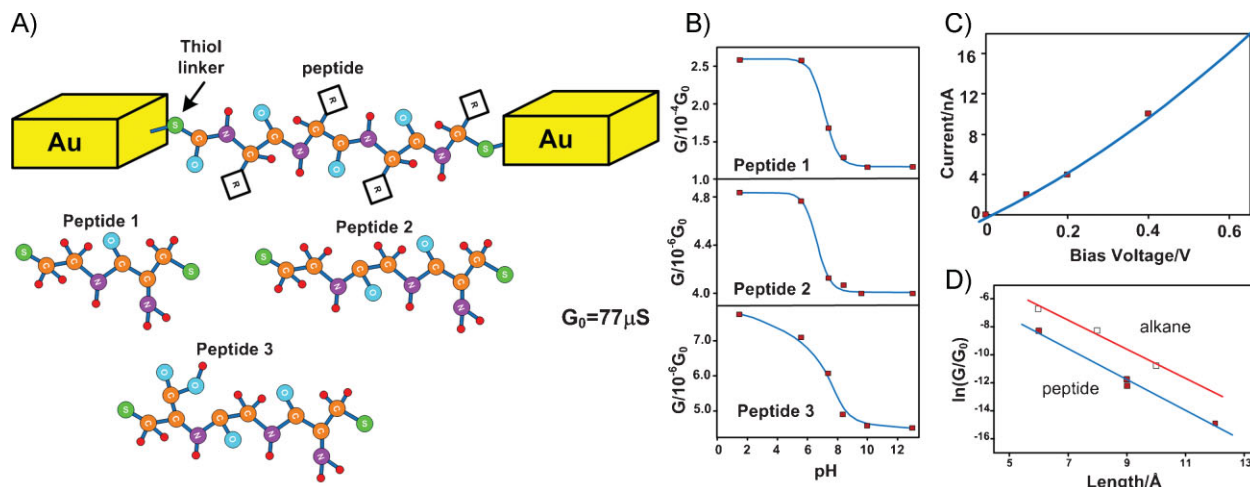 A)
Thiol
linker
peptide
Au
S
C
O
N
C
R
C
O
N
C
R
C
O
N
C
R
C
O
N
C
R
S
Au
Peptide 1
S
C
C
N
O
C
C
N
C
S
Peptide 2
S
C
C
N
C
O
C
N
C
O
C
N
C
S
G₀=77μS
Peptide 3
O
O
C
S
C
C
N
C
O
C
N
C
O
C
N
C
S
B)
G/10⁻⁴G₀
2.5
2.0
1.5
1.0
Peptide 1
G/10⁻⁶G₀
4.8
4.4
4.0
Peptide 2
G/10⁻⁶G₀
7.0
6.0
5.0
Peptide 3
0 2 4 6 8 10 12
pH
C)
Current/nA
16
12
8
4
0
0 0.2 0.4 0.6
Bias Voltage/V
D)
ln(G/G₀)
-6
-8
-10
-12
-14
-16
alkane
peptide
5 7 9 11 13
Length/Å